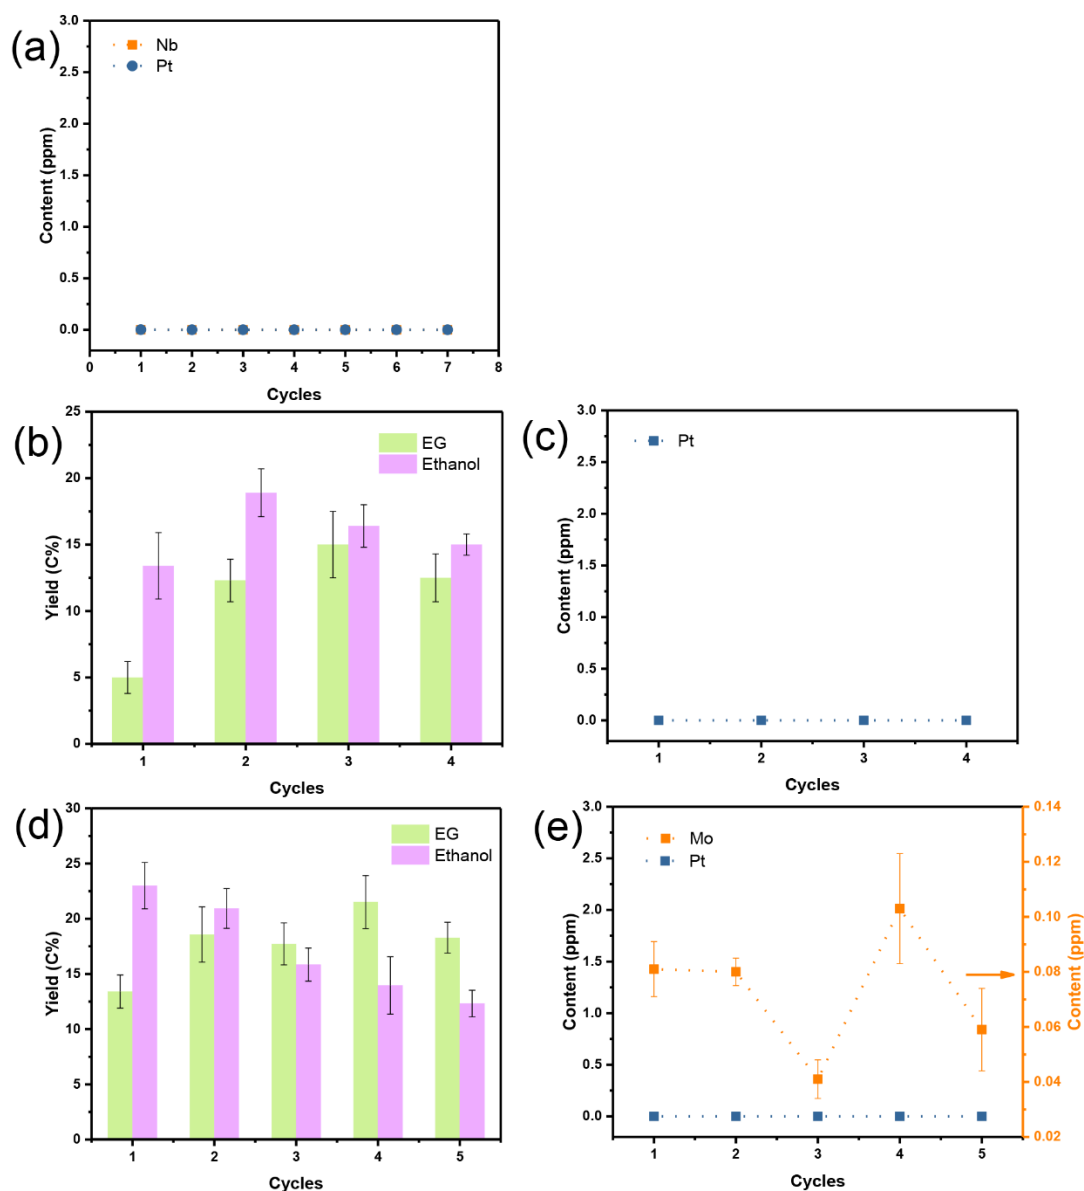 (a)
Nb
Pt
3.0
2.5
2.0
1.5
1.0
0.5
0.0
Content (ppm)
0 1 2 3 4 5 6 7 8
Cycles
(b)
EG
Ethanol
25
20
15
10
5
0
Yield (C%)
1 2 3 4
Cycles
(c)
Pt
3.0
2.5
2.0
1.5
1.0
0.5
0.0
Content (ppm)
1 2 3 4
Cycles
(d)
EG
Ethanol
30
25
20
15
10
5
0
Yield (C%)
1 2 3 4 5
Cycles
(e)
Mo
Pt
3.0
2.5
2.0
1.5
1.0
0.5
0.0
Content (ppm)
0.14
0.12
0.10
0.08
0.06
0.04
0.02
Content (ppm)
1 2 3 4 5
Cycles